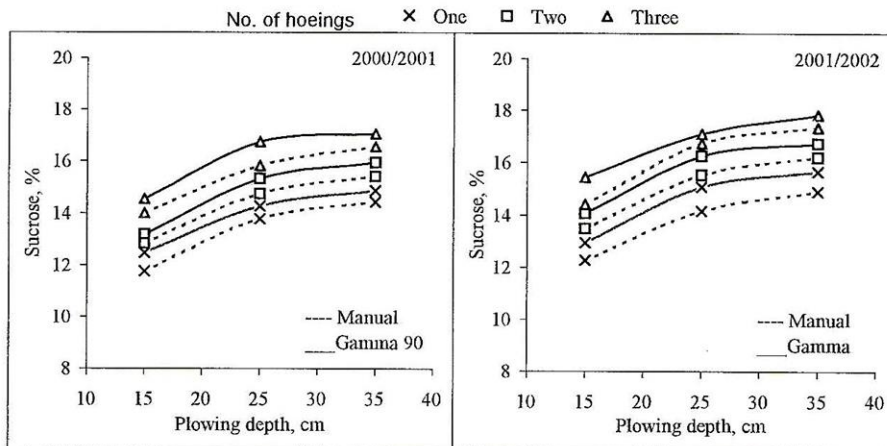 No. of hoeings × One □ Two △ Three
2000/2001
20
18
16
14
12
10
8
Sucrose, %
Manual
Gamma 90
10 15 20 25 30 35 40
Plowing depth, cm
2001/2002
20
18
16
14
12
10
8
Sucrose, %
Manual
Gamma
10 15 20 25 30 35 40
Plowing depth, cm